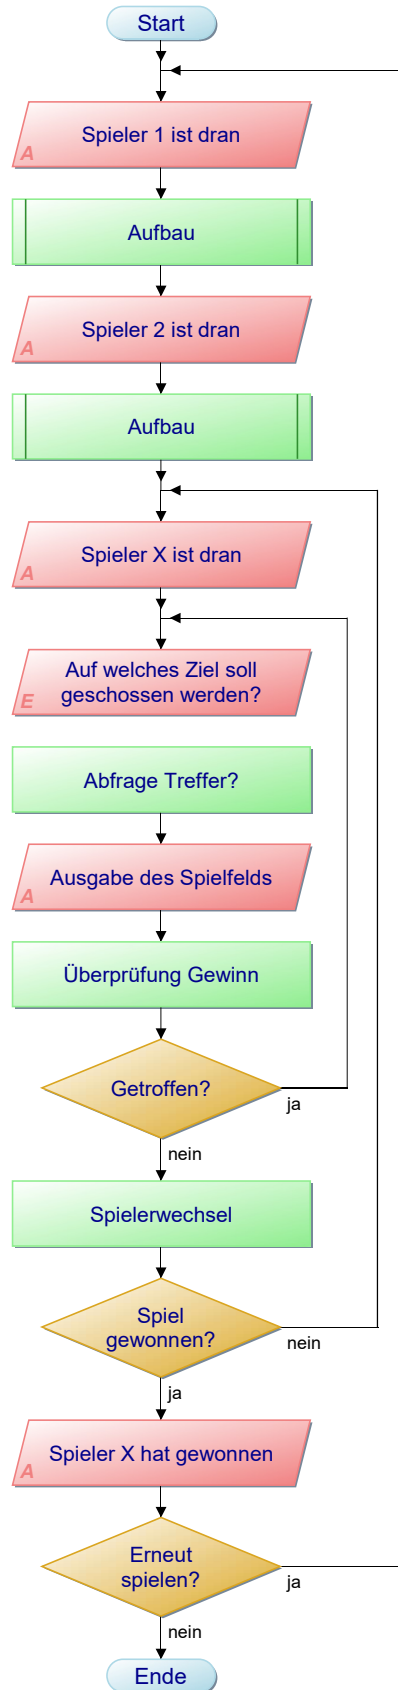 Start
Spieler 1 ist dran
A
Aufbau
Spieler 2 ist dran
A
Aufbau
Spieler X ist dran
A
Auf welches Ziel soll
geschossen werden?
E
Abfrage Treffer?
Ausgabe des Spielfelds
A
Überprüfung Gewinn
Getroffen?
ja
nein
Spielerwechsel
Spiel
gewonnen?
nein
ja
Spieler X hat gewonnen
A
Erneut
spielen?
ja
nein
Ende